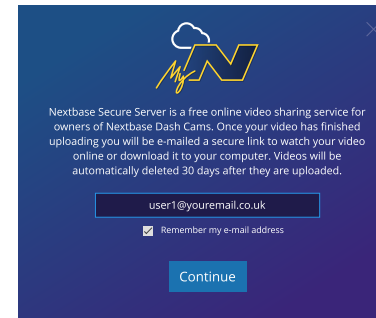 My N
Nextbase Secure Server is a free online video sharing service for
owners of Nextbase Dash Cams. Once your video has finished
uploading you will be e-mailed a secure link to watch your video
online or download it to your computer. Videos will be
automatically deleted 30 days after they are uploaded.
user1@youremail.co.uk
Remember my e-mail address
Continue